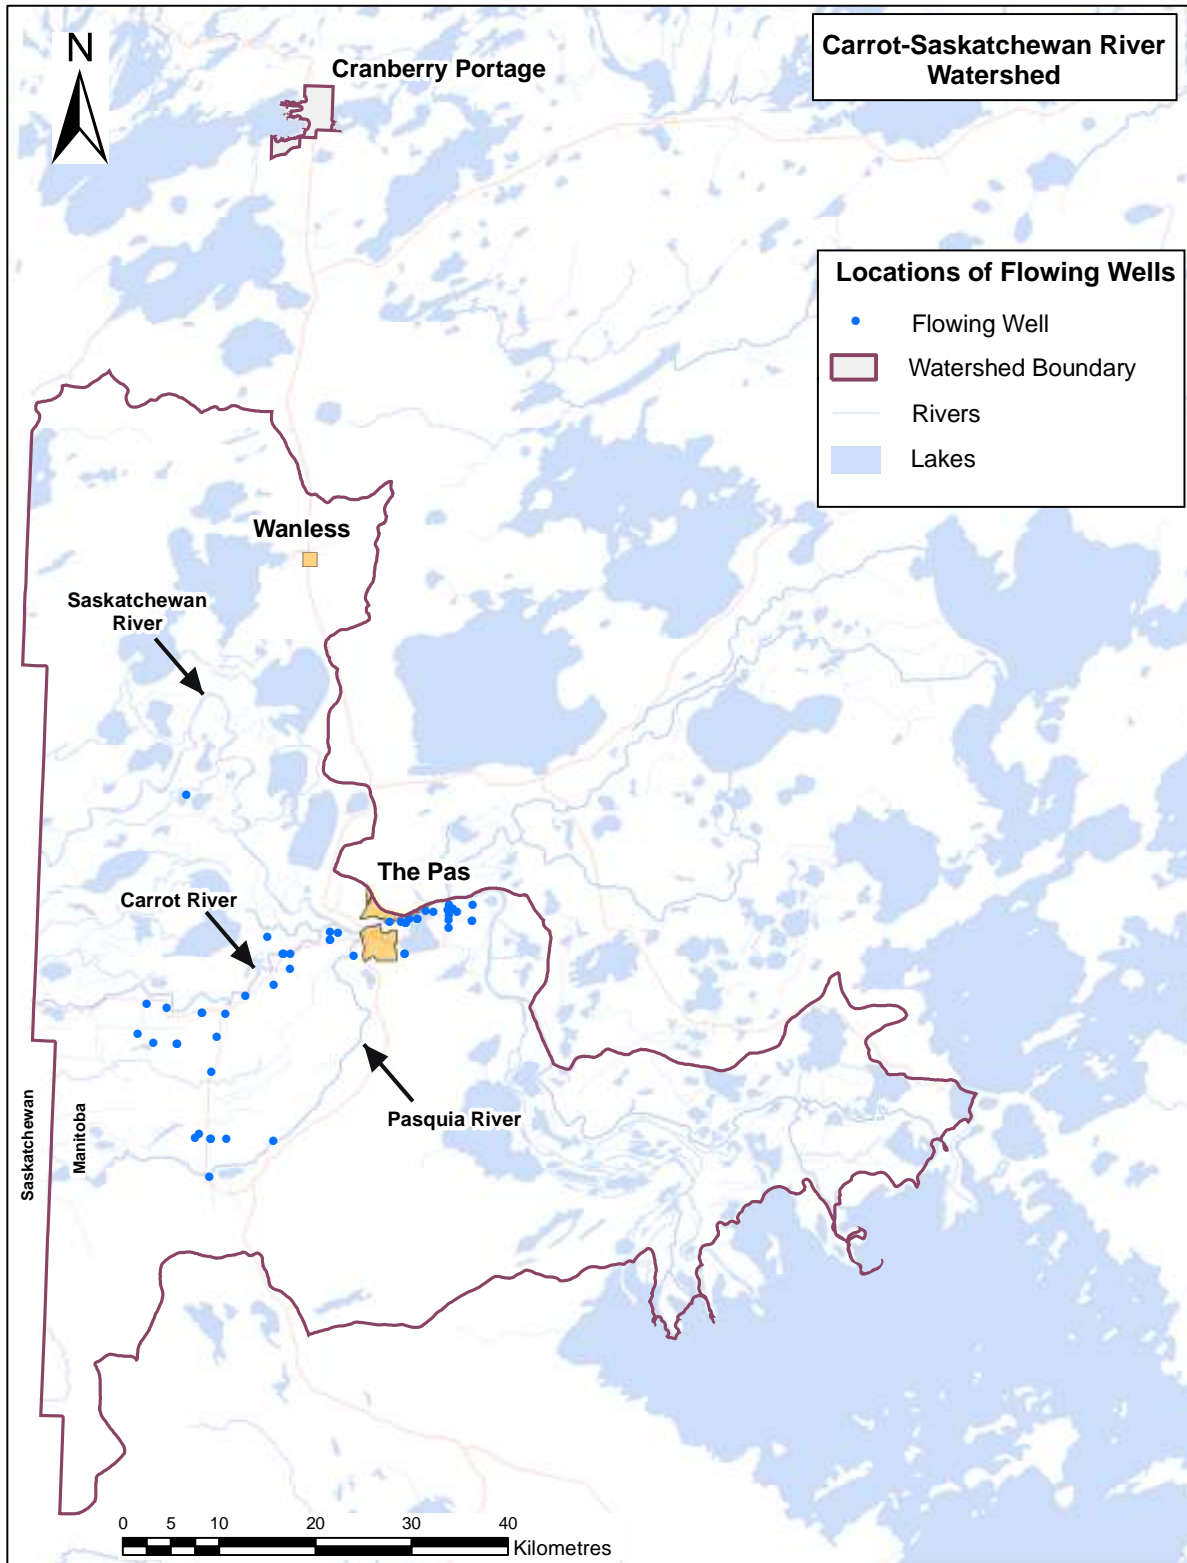 Carrot-Saskatchewan River
Watershed
N
Cranberry Portage
Locations of Flowing Wells
Flowing Well
Watershed Boundary
Rivers
Lakes
Wanless
Saskatchewan
River
The Pas
Carrot River
Pasquia River
Saskatchewan
Manitoba
0 5 10 20 30 40
Kilometres